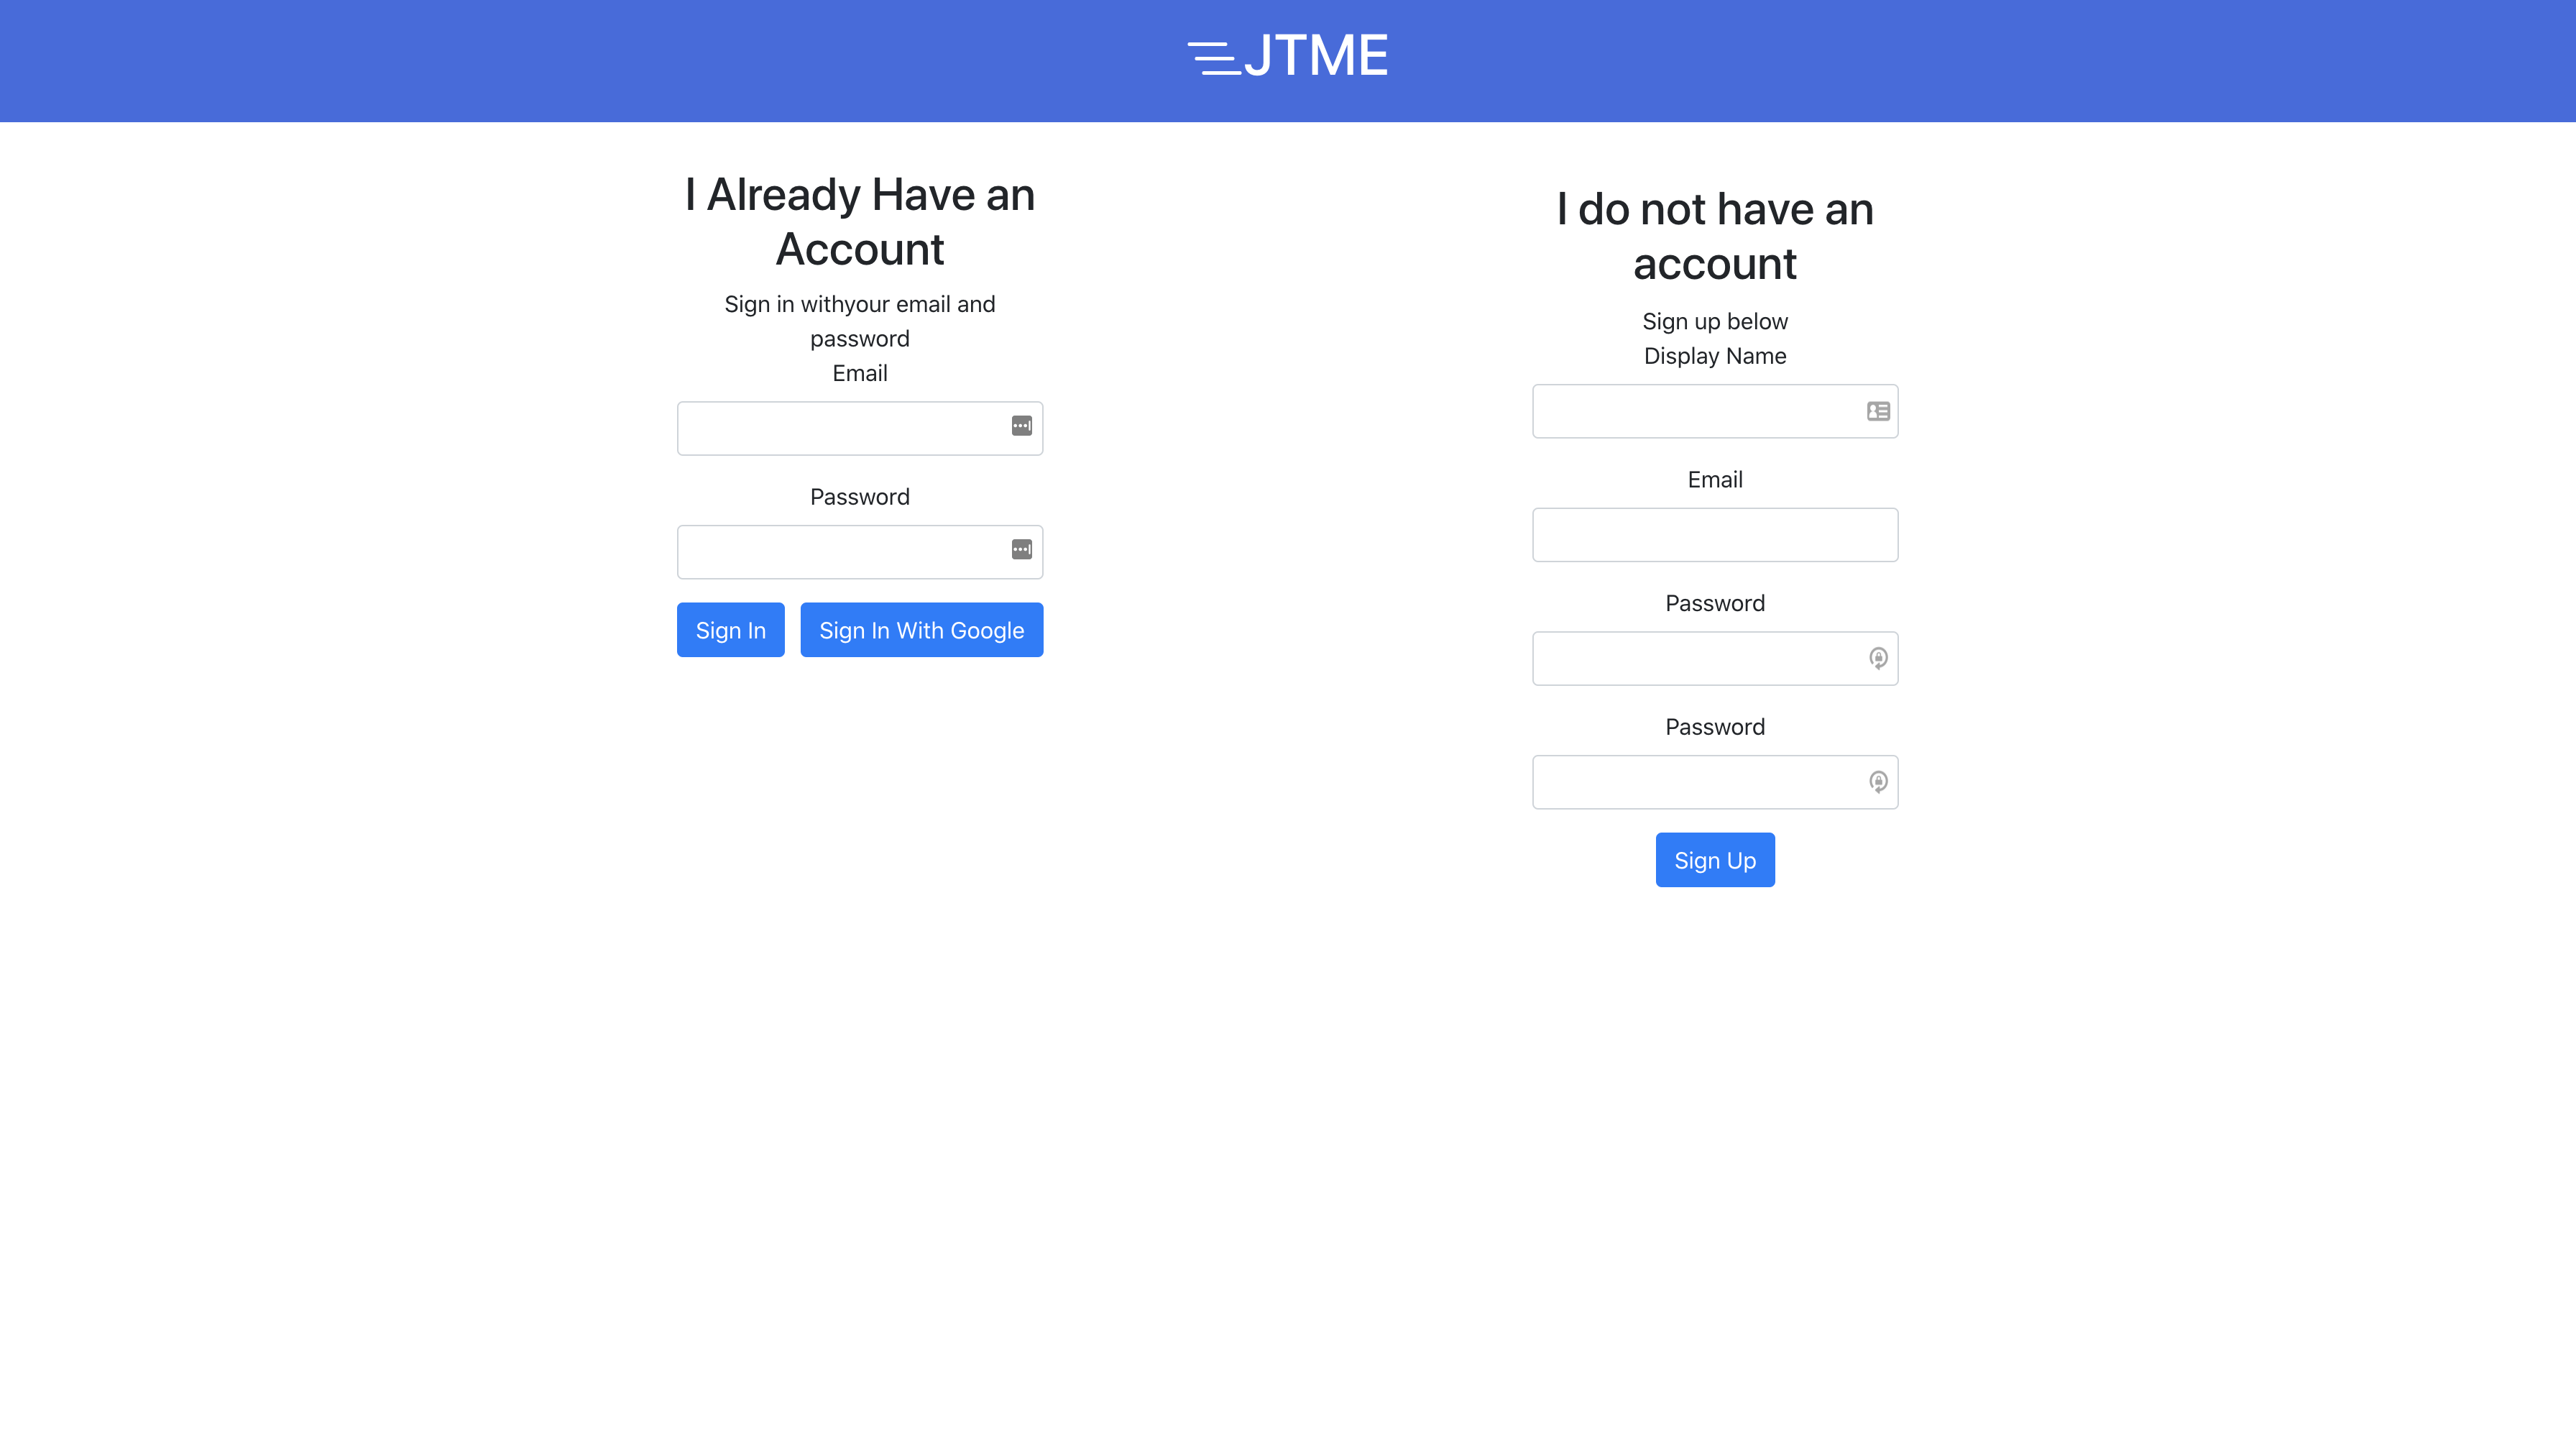 JTME
I Already Have an
Account
Sign in withyour email and
password
Email
Password
Sign In
Sign In With Google
I do not have an
account
Sign up below
Display Name
Email
Password
Password
Sign Up